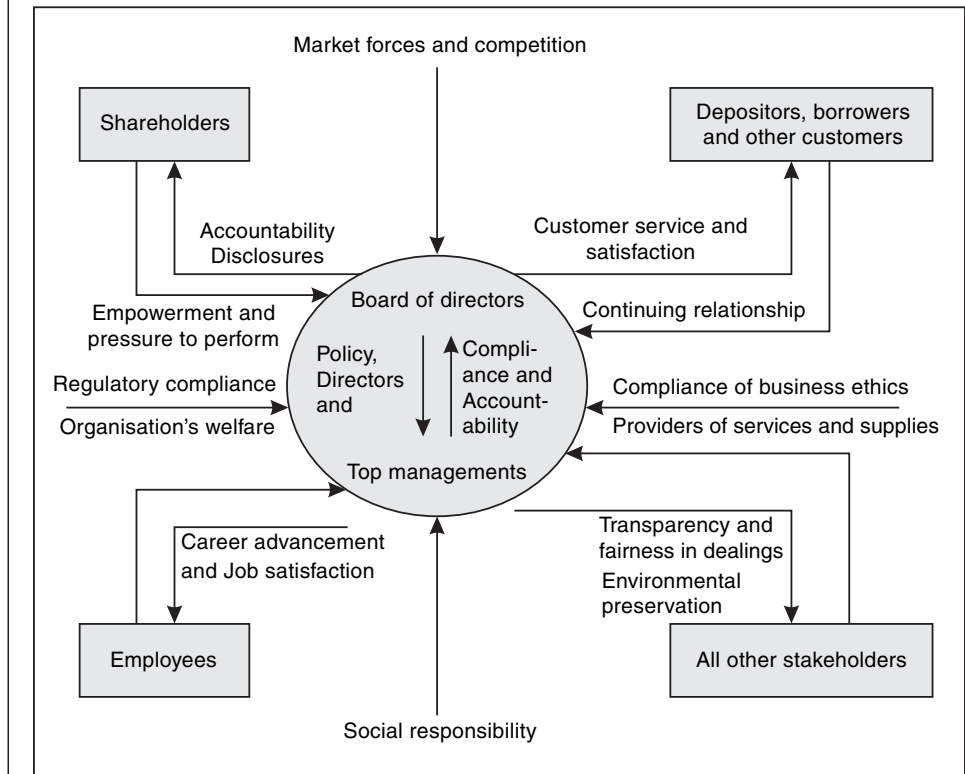 Market forces and competition
Shareholders
Depositors, borrowers
and other customers
Accountability
Disclosures
Customer service and
satisfaction
Empowerment and
pressure to perform
Board of directors
Continuing relationship
Policy,
Directors
and
Compli-
ance and
Account-
ability
Regulatory compliance
Organisation’s welfare
Compliance of business ethics
Providers of services and supplies
Top managements
Career advancement
and Job satisfaction
Transparency and
fairness in dealings
Environmental
preservation
Employees
All other stakeholders
Social responsibility